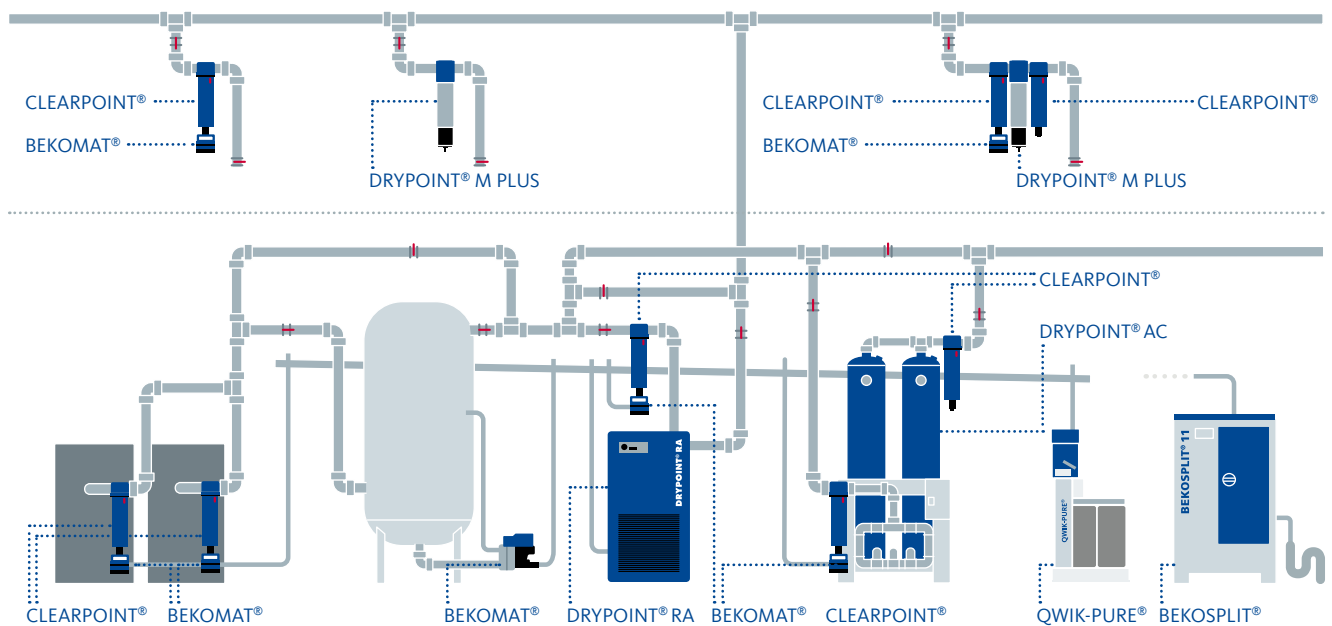 CLEARPOINT®
BEKOMAT®
DRYPOINT® M PLUS
CLEARPOINT®
BEKOMAT®
CLEARPOINT®
DRYPOINT® M PLUS
CLEARPOINT®
DRYPOINT® AC
DRYPOINT® RA
QWIK-PURE®
BEKOSPLIT® 11
CLEARPOINT®
BEKOMAT®
BEKOMAT®
DRYPOINT® RA
BEKOMAT®
CLEARPOINT®
QWIK-PURE®
BEKOSPLIT®